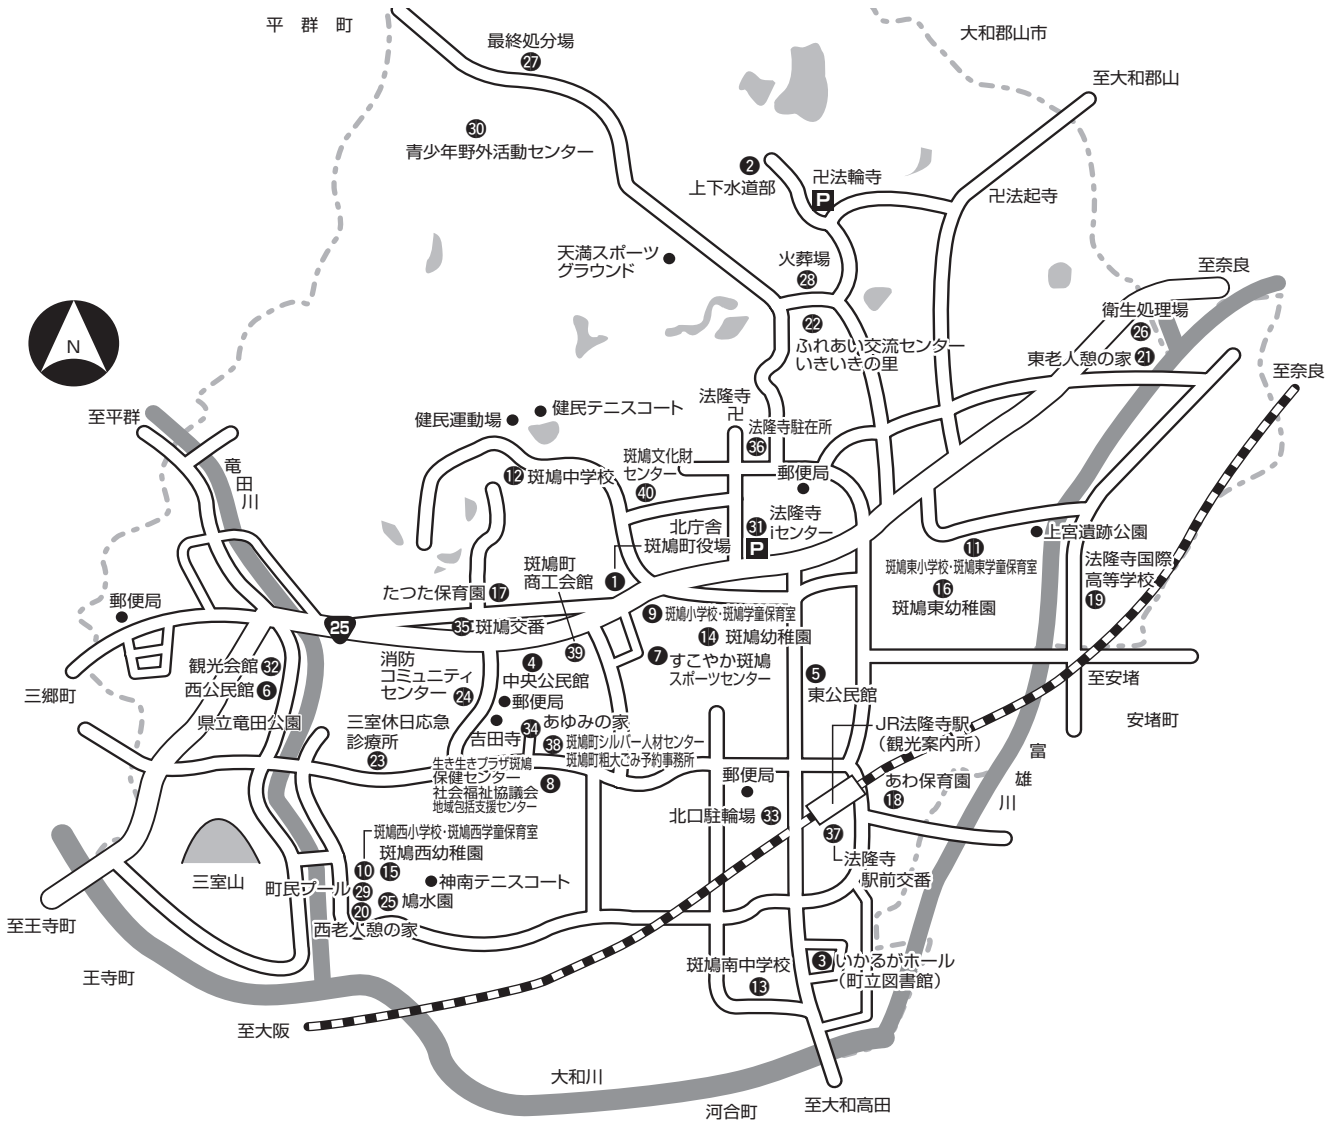 平 群 町
大和郡山市
最終処分場
27
至大和郡山
30
青少年野外活動センター
2
上下水道部
卍法輪寺
P
卍法起寺
天満スポーツ
グラウンド
火葬場
28
至奈良
衛生処理場
26
22
ふれあい交流センター
いきいきの里
東老人憩の家 21
至奈良
N
至平群
健民運動場
健民テニスコート
法隆寺
卍
法隆寺駐在所
36
竜
田
川
12 斑鳩中学校
斑鳩文化財
センター
40
郵便局
北庁舎
斑鳩町役場
1
31 法隆寺
iセンター
P
上宮遺跡公園
11
斑鳩東小学校・斑鳩東学童保育室
16
斑鳩東幼稚園
法隆寺国際
高等学校
19
斑鳩町
商工会館
たつた保育園 17
郵便局
25
35 斑鳩交番
39
9 斑鳩小学校・斑鳩学童保育室
14 斑鳩幼稚園
7 すこやか斑鳩
スポーツセンター
観光会館 32
西公民館 6
三郷町
県立竜田公園
消防
コミュニティ
センター 24
4
中央公民館
郵便局
吉田寺
34 あゆみの家
38 斑鳩町シルバー人材センター
斑鳩町粗大ごみ予約事務所
5
東公民館
至安堵
安堵町
JR法隆寺駅
(観光案内所)
富
雄
川
三室休日応急
診療所
23
生き生きプラザ斑鳩
保健センター
社会福祉協議会
地域包括支援センター
8
郵便局
北口駐輪場 33
あわ保育園
18
37
法隆寺
駅前交番
斑鳩西小学校・斑鳩西学童保育室
斑鳩西幼稚園
10 15
三室山
町民プール 29
神南テニスコート
25 鳩水園
20
西老人憩の家
至王寺町
王寺町
斑鳩南中学校
13
3 いかるがホール
(町立図書館)
至大阪
大和川
河合町
至大和高田